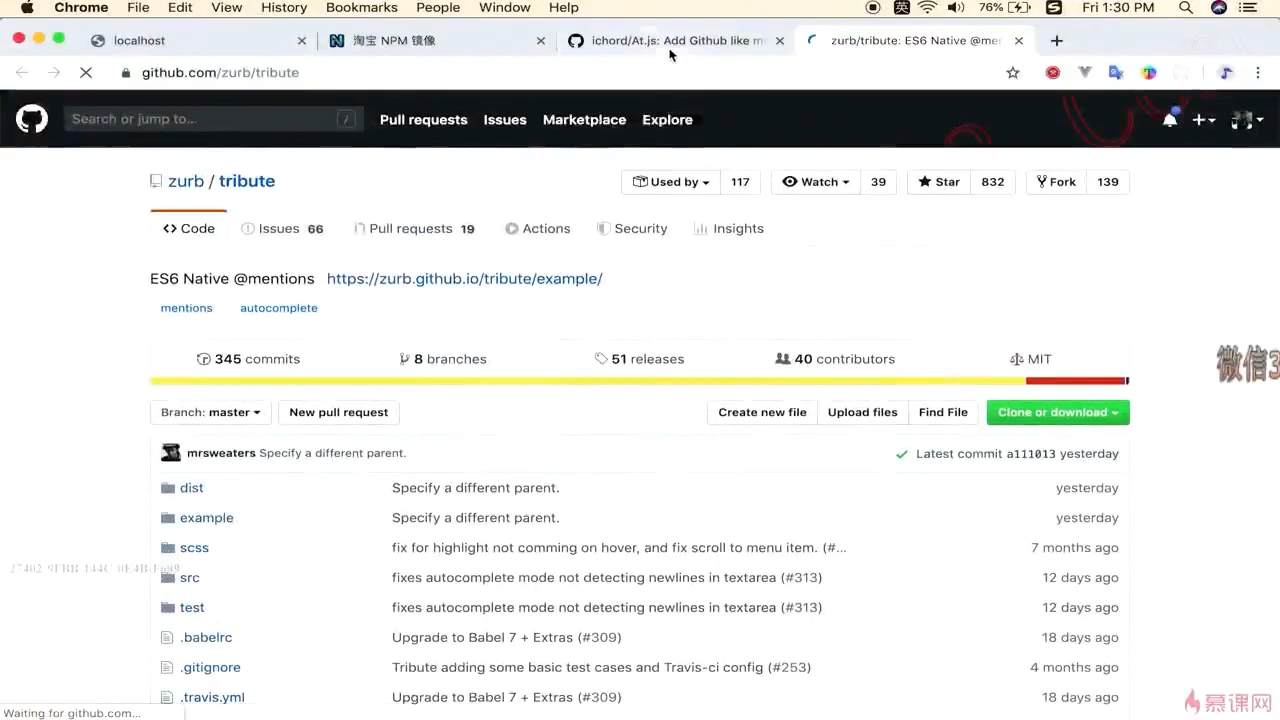 Chrome File Edit View History Bookmarks People Window Help 英 76% Fri 1:30 PM
localhost 淘宝 NPM 镜像 ichord/At.js: Add Github like m zurb/tribute: ES6 Native @me
github.com/zurb/tribute
Search or jump to... / Pull requests Issues Marketplace Explore
zurb / tribute Used by 117 Watch 39 Star 832 Fork 139
Code Issues 66 Pull requests 19 Actions Security Insights
ES6 Native @mentions https://zurb.github.io/tribute/example/
mentions autocomplete
345 commits 8 branches 51 releases 40 contributors MIT
微信3
Branch: master New pull request Create new file Upload files Find File Clone or download
mrsweaters Specify a different parent. Latest commit a111013 yesterday
dist Specify a different parent. yesterday
example Specify a different parent. yesterday
scss fix for highlight not comming on hover, and fix scroll to menu item. (#... 7 months ago
src fixes autocomplete mode not detecting newlines in textarea (#313) 12 days ago
test fixes autocomplete mode not detecting newlines in textarea (#313) 12 days ago
.babelrc Upgrade to Babel 7 + Extras (#309) 18 days ago
.gitignore Tribute adding some basic test cases and Travis-ci config (#253) 4 months ago
.travis.yml Upgrade to Babel 7 + Extras (#309) 18 days ago
Waiting for github.com...
慕课网